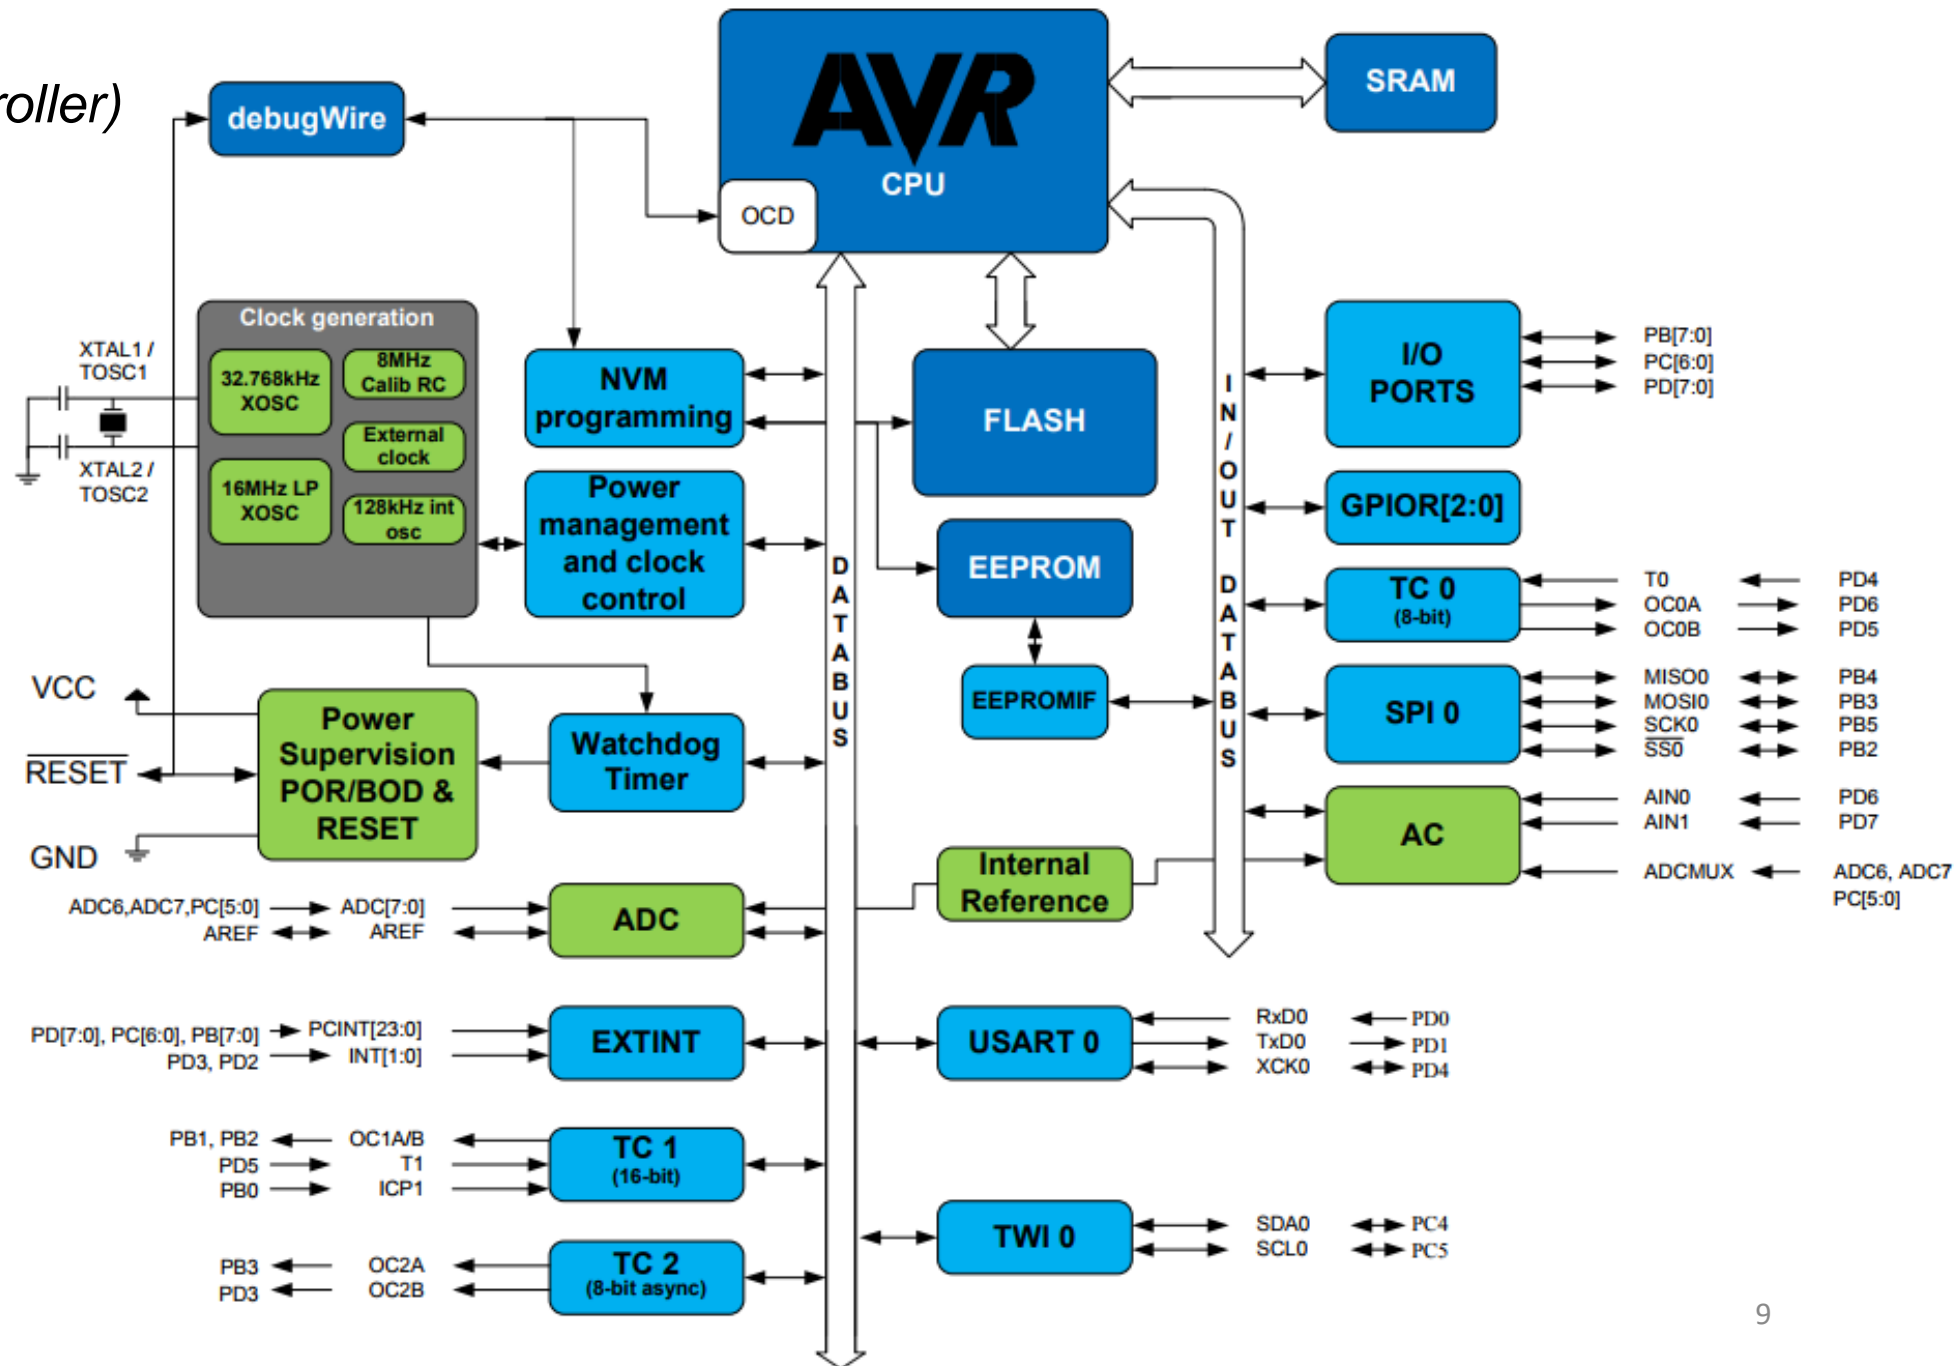 roller)
debugWire
AVR
CPU
OCD
SRAM
Clock generation
32.768kHz
XOSC
8MHz
Calib RC
External
clock
16MHz LP
XOSC
128kHz int
osc
XTAL1 /
TOSC1
XTAL2 /
TOSC2
NVM
programming
Power
management
and clock
control
FLASH
EEPROM
EEPROMIF
DATABUS
IN/OUT DATABUS
I/O
PORTS
PB[7:0]
PC[6:0]
PD[7:0]
GPIOR[2:0]
TC 0
(8-bit)
T0 PD4
OC0A PD6
OC0B PD5
SPI 0
MISO0 PB4
MOSI0 PB3
SCK0 PB5
SS0 PB2
AC
AIN0 PD6
AIN1 PD7
ADCMUX ADC6, ADC7
PC[5:0]
VCC
RESET
GND
Power
Supervision
POR/BOD &
RESET
Watchdog
Timer
Internal
Reference
ADC6,ADC7,PC[5:0] ADC[7:0]
AREF AREF
ADC
PD[7:0], PC[6:0], PB[7:0] PCINT[23:0]
PD3, PD2 INT[1:0]
EXTINT
USART 0
RxD0 PD0
TxD0 PD1
XCK0 PD4
PB1, PB2 OC1A/B
PD5 T1
PB0 ICP1
TC 1
(16-bit)
TWI 0
SDA0 PC4
SCL0 PC5
PB3 OC2A
PD3 OC2B
TC 2
(8-bit async)
9